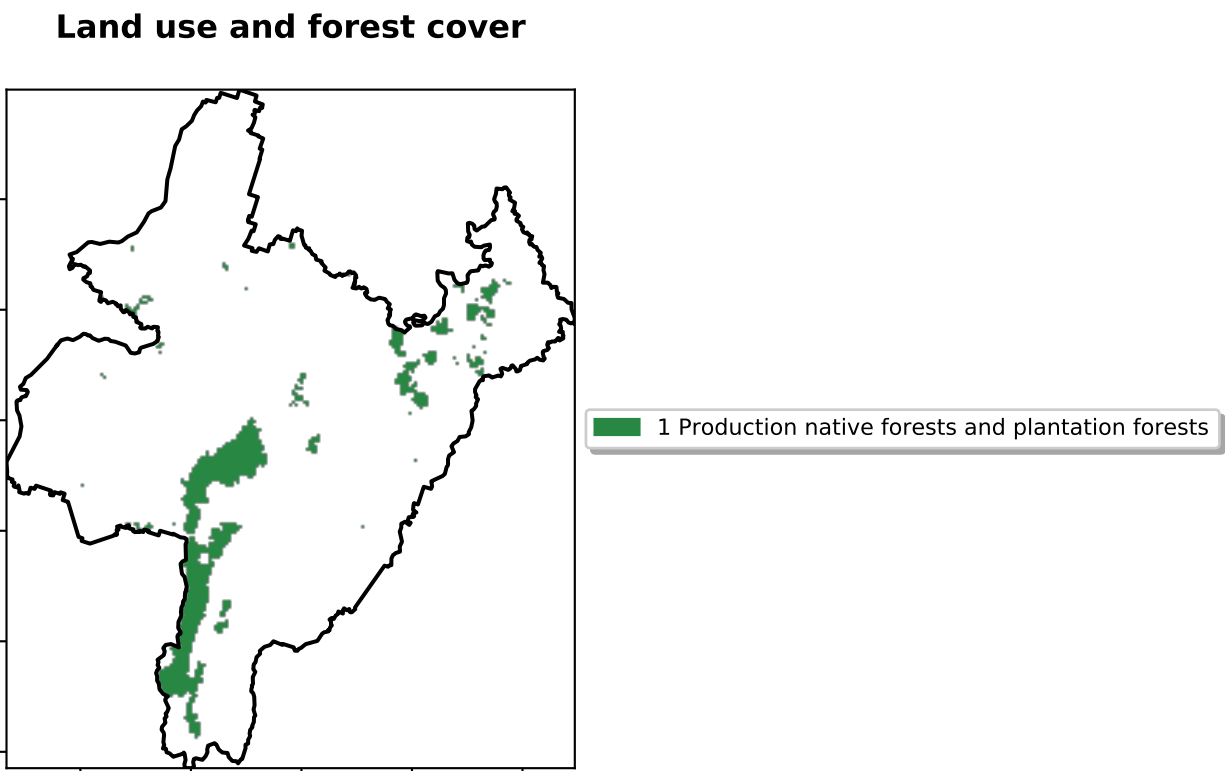 Land use and forest cover
1 Production native forests and plantation forests